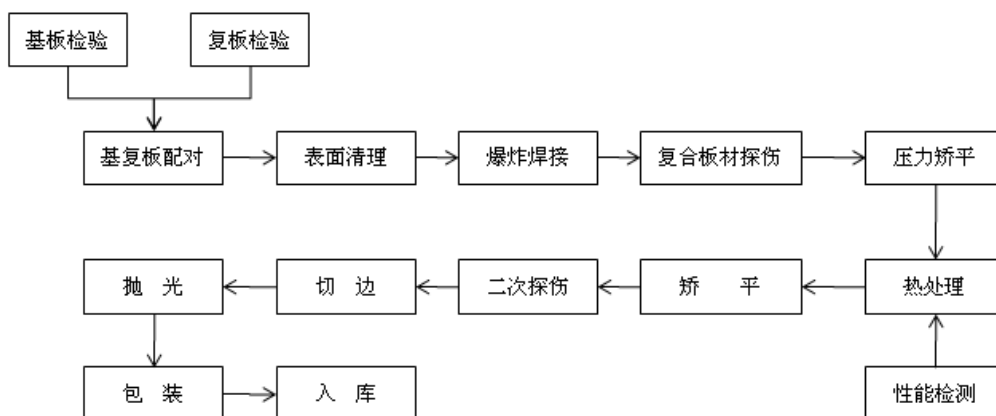 基板检验
复板检验
基复板配对
表面清理
爆炸焊接
复合板材探伤
压力矫平
抛 光
切 边
二次探伤
矫 平
热处理
包 装
入 库
性能检测